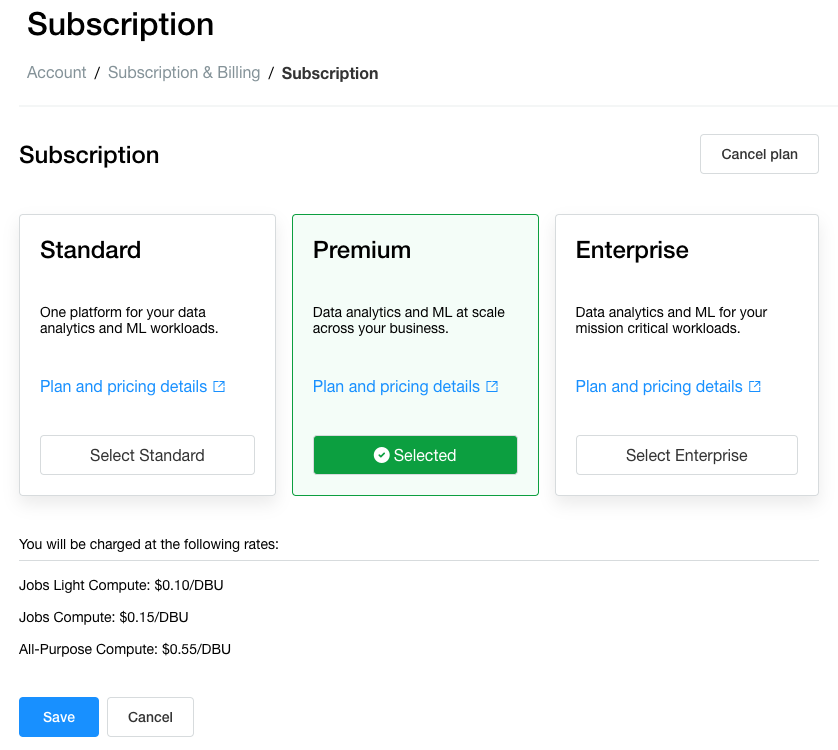 Subscription
Account / Subscription & Billing / Subscription
Subscription
Cancel plan
Standard
One platform for your data
analytics and ML workloads.
Plan and pricing details
Select Standard
Premium
Data analytics and ML at scale
across your business.
Plan and pricing details
Selected
Enterprise
Data analytics and ML for your
mission critical workloads.
Plan and pricing details
Select Enterprise
You will be charged at the following rates:
Jobs Light Compute: $0.10/DBU
Jobs Compute: $0.15/DBU
All-Purpose Compute: $0.55/DBU
Save
Cancel